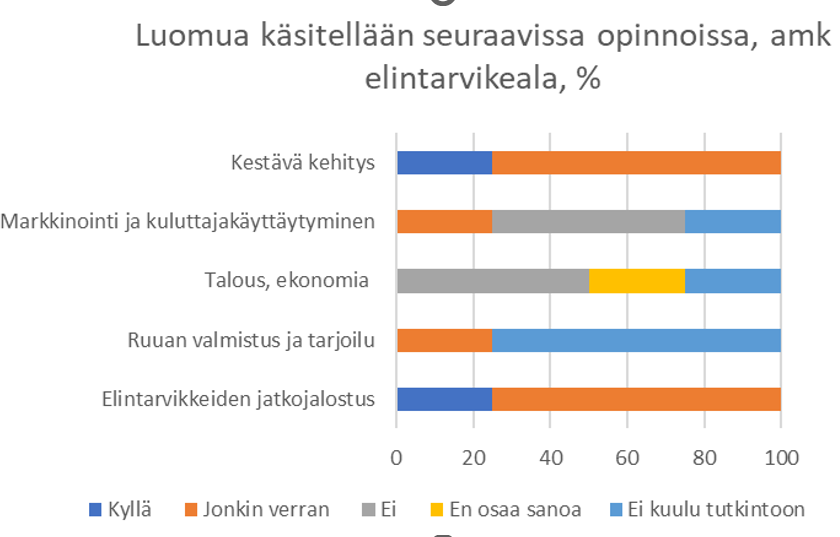 Luomua käsitellään seuraavissa opinnoissa, amk
elintarvikeala, %
Kestävä kehitys
Markkinointi ja kuluttajakäyttäytyminen
Talous, ekonomia
Ruuan valmistus ja tarjoilu
Elintarvikkeiden jatkojalostus
0 20 40 60 80 100
Kyllä Jonkin verran Ei En osaa sanoa Ei kuulu tutkintoon